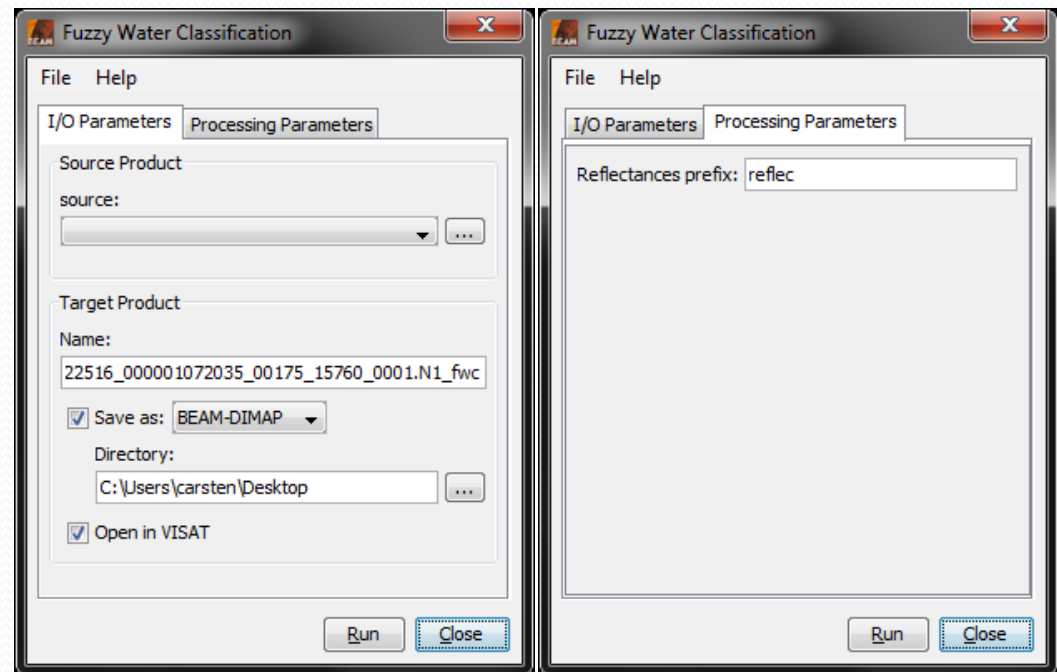 Fuzzy Water Classification
File Help
I/O Parameters Processing Parameters
Source Product
source:
...
Target Product
Name:
22516_000001072035_00175_15760_0001.N1_fwc
Save as: BEAM-DIMAP
Directory:
C:\Users\carsten\Desktop
...
Open in VISAT
Run Close
Fuzzy Water Classification
File Help
I/O Parameters Processing Parameters
Reflectances prefix: reflec
Run Close